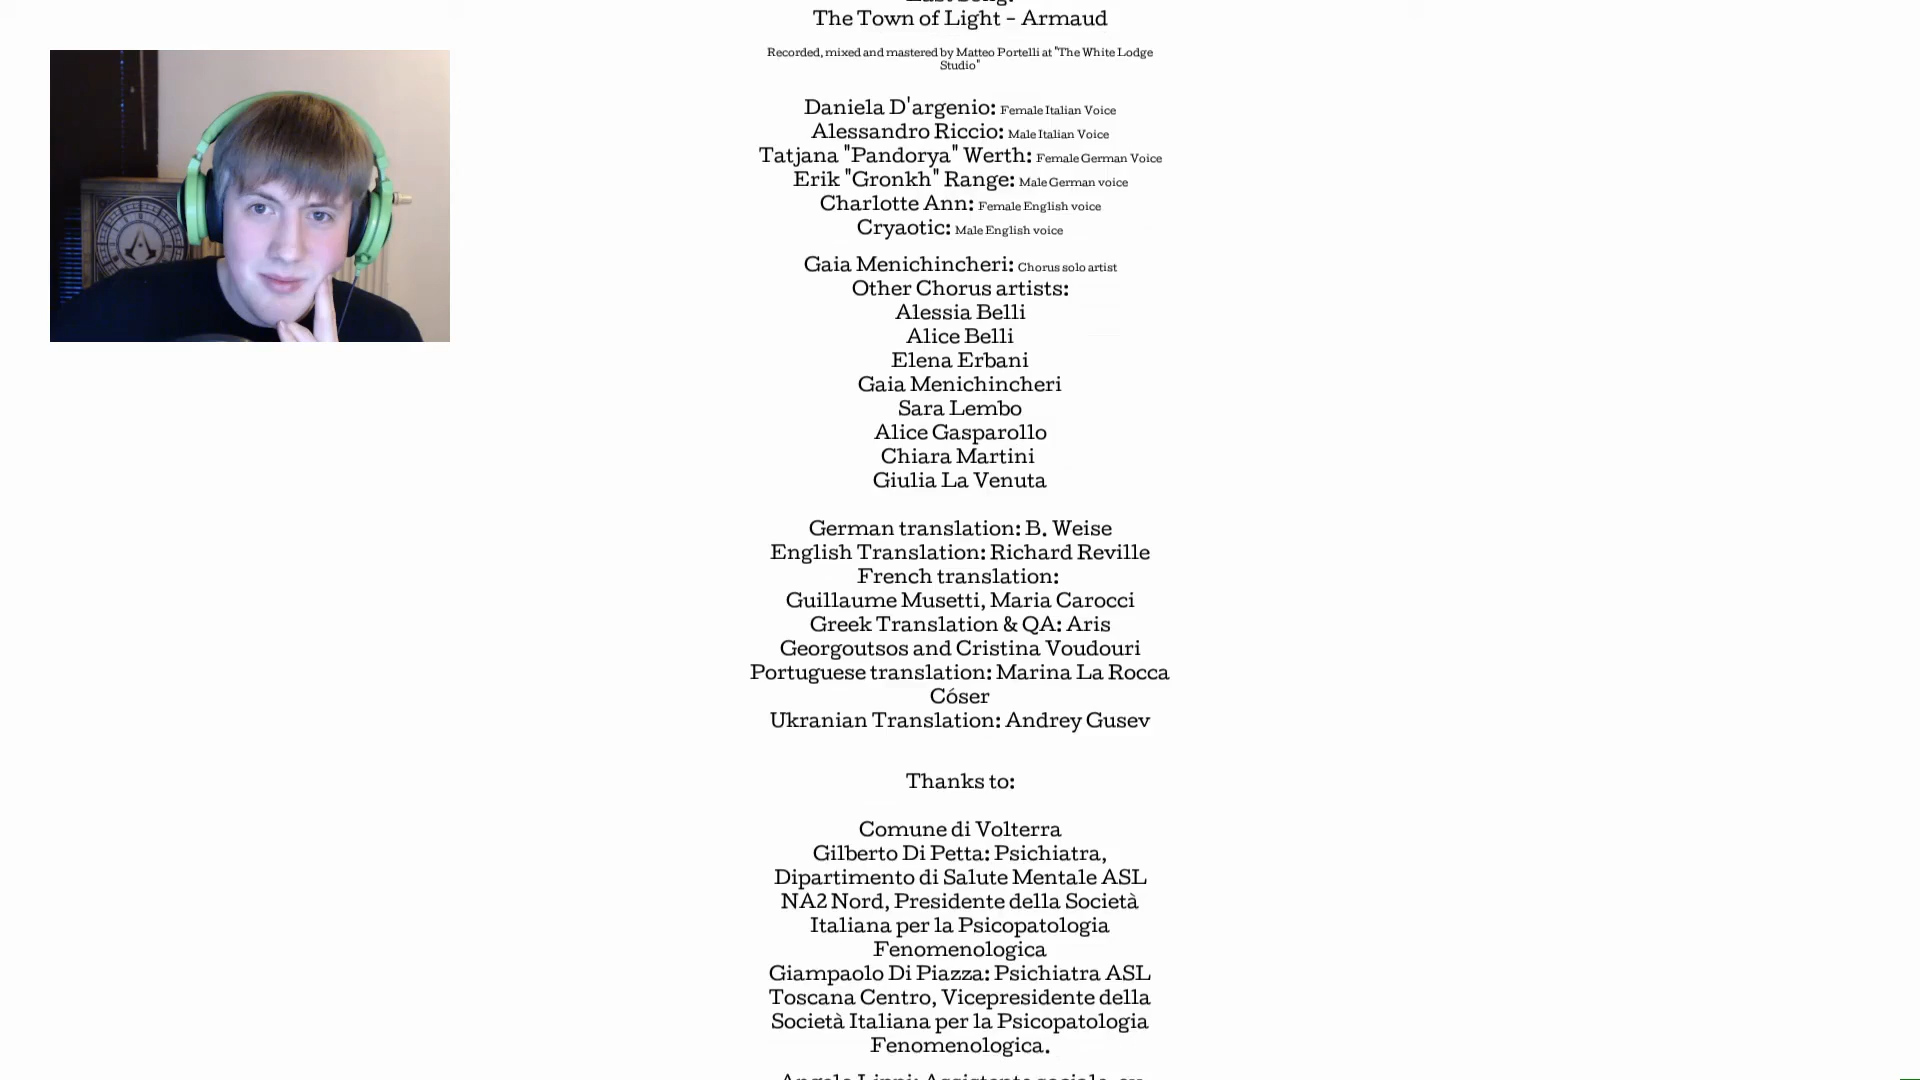 The Town of Light - Armaud
Recorded, mixed and mastered by Matteo Portelli at "The White Lodge
Studio"
Daniela D'argenio: Female Italian Voice
Alessandro Riccio: Male Italian Voice
Tatjana "Pandorya" Werth: Female German Voice
Erik "Gronkh" Range: Male German voice
Charlotte Ann: Female English voice
Cryaotic: Male English voice
Gaia Menichincheri: Chorus solo artist
Other Chorus artists:
Alessia Belli
Alice Belli
Elena Erbani
Gaia Menichincheri
Sara Lembo
Alice Gasparollo
Chiara Martini
Giulia La Venuta
German translation: B. Weise
English Translation: Richard Reville
French translation:
Guillaume Musetti, Maria Carocci
Greek Translation & QA: Aris
Georgoutsos and Cristina Voudouri
Portuguese translation: Marina La Rocca
Cóser
Ukranian Translation: Andrey Gusev
Thanks to:
Comune di Volterra
Gilberto Di Petta: Psichiatra,
Dipartimento di Salute Mentale ASL
NA2 Nord, Presidente della Società
Italiana per la Psicopatologia
Fenomenologica
Giampaolo Di Piazza: Psichiatra ASL
Toscana Centro, Vicepresidente della
Società Italiana per la Psicopatologia
Fenomenologica.